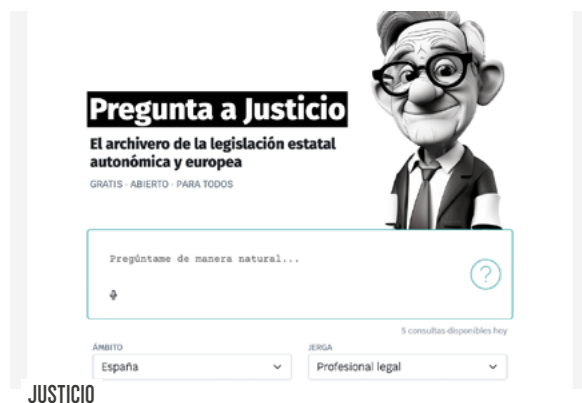 Pregunta a Justicio
El archivero de la legislación estatal
autonómica y europea
GRATIS · ABIERTO · PARA TODOS
Pregúntame de manera natural...
?
5 consultas disponibles hoy
ÁMBITO
JERGA
España
Profesional legal
JUSTICIO